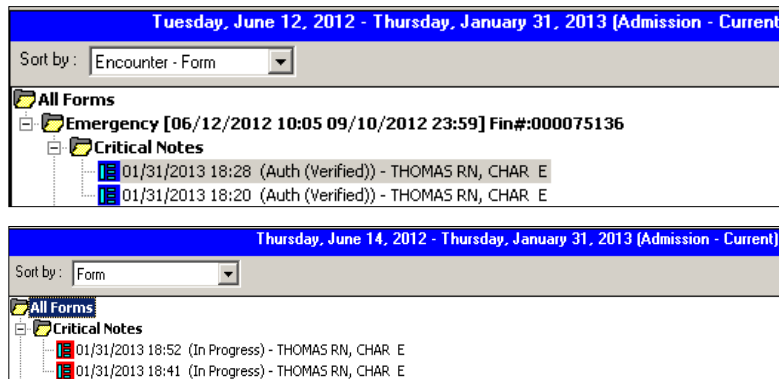 Tuesday, June 12, 2012 - Thursday, January 31, 2013 (Admission - Current
Sort by : Encounter - Form
All Forms
Emergency [06/12/2012 10:05 09/10/2012 23:59] Fin#:000075136
Critical Notes
01/31/2013 18:28 (Auth (Verified)) - THOMAS RN, CHAR E
01/31/2013 18:20 (Auth (Verified)) - THOMAS RN, CHAR E
Thursday, June 14, 2012 - Thursday, January 31, 2013 (Admission - Current)
Sort by : Form
All Forms
Critical Notes
01/31/2013 18:52 (In Progress) - THOMAS RN, CHAR E
01/31/2013 18:41 (In Progress) - THOMAS RN, CHAR E